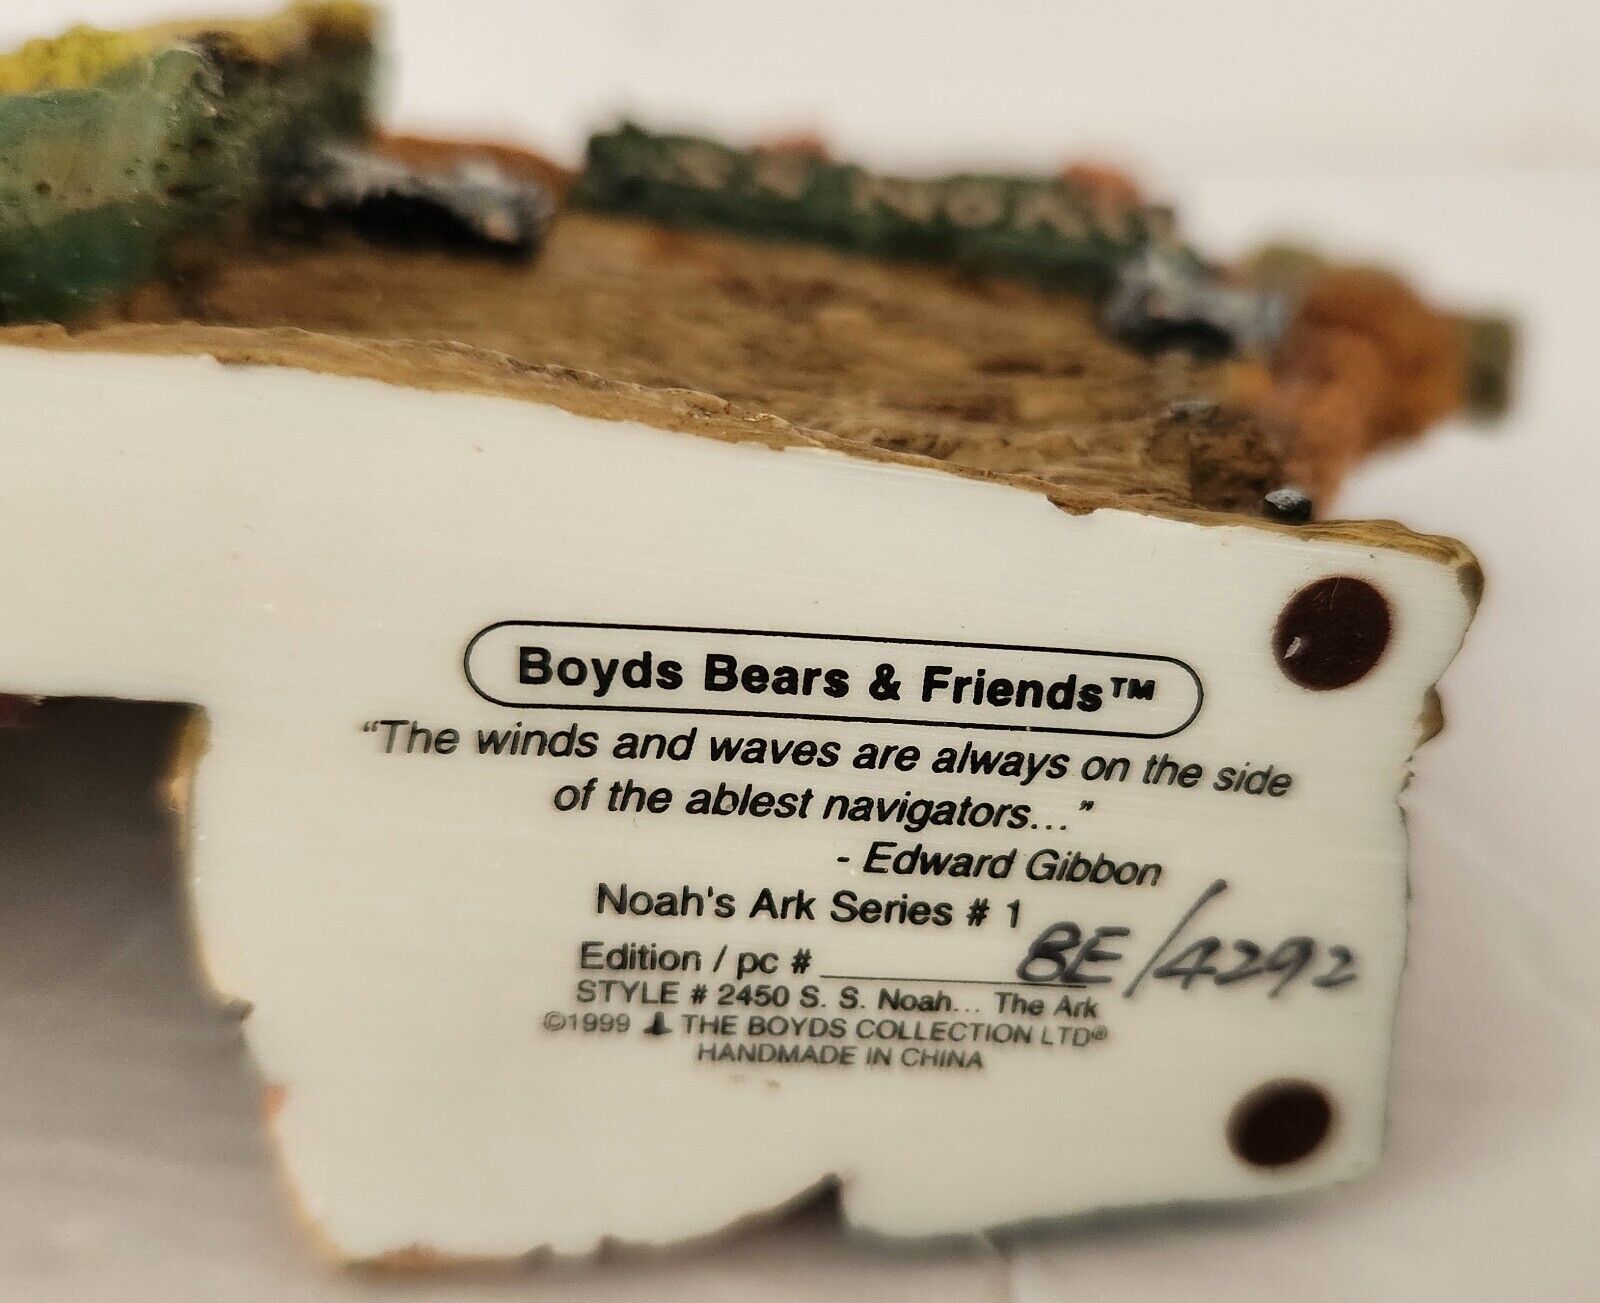 S.S. NOAH
Boyds Bears & Friends™
“The winds and waves are always on the side
of the ablest navigators...”
- Edward Gibbon
Noah's Ark Series # 1
Edition / pc # 8E/4292
STYLE # 2450 S. S. Noah... The Ark
©1999 THE BOYDS COLLECTION LTD®
HANDMADE IN CHINA